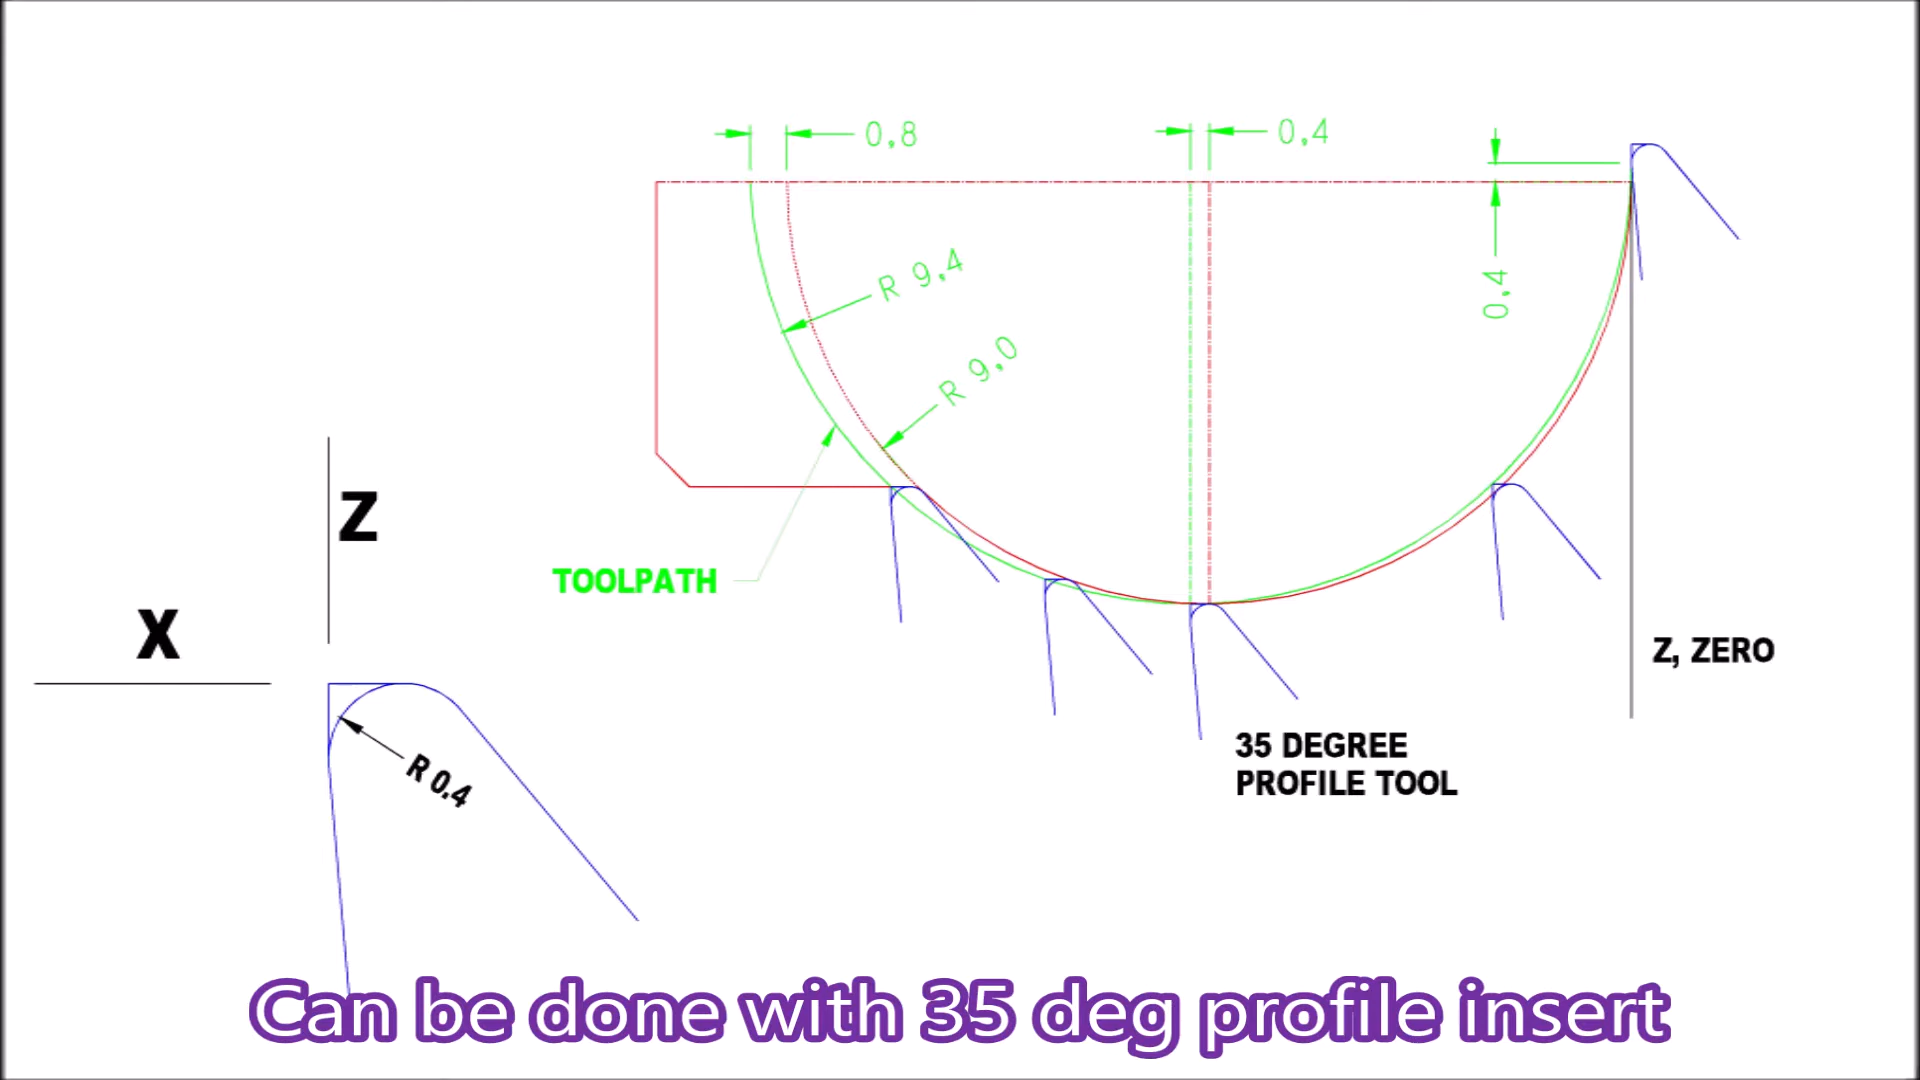 0,8
0,4
0,4
R 9,4
R 9,0
Z
X
TOOLPATH
R 0,4
Z, ZERO
35 DEGREE
PROFILE TOOL
Can be done with 35 deg profile insert